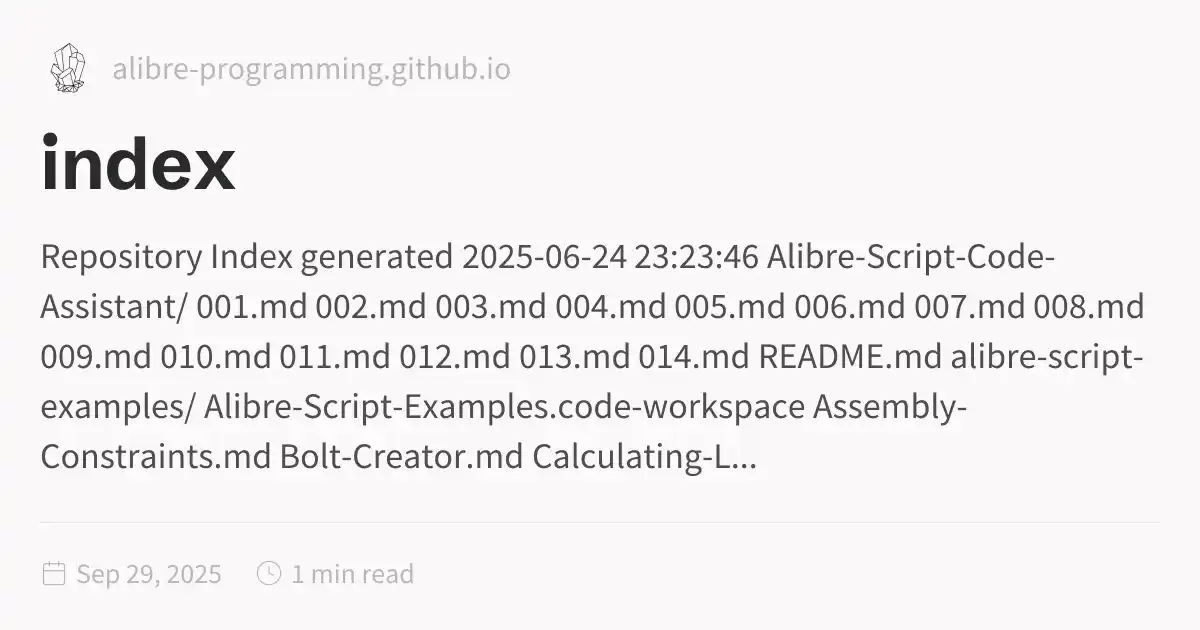 alibre-programming.github.io
index
Repository Index generated 2025-06-24 23:23:46 Alibre-Script-Code-
Assistant/ 001.md 002.md 003.md 004.md 005.md 006.md 007.md 008.md
009.md 010.md 011.md 012.md 013.md 014.md README.md alibre-script-
examples/ Alibre-Script-Examples.code-workspace Assembly-
Constraints.md Bolt-Creator.md Calculating-L...
Sep 29, 2025 1 min read